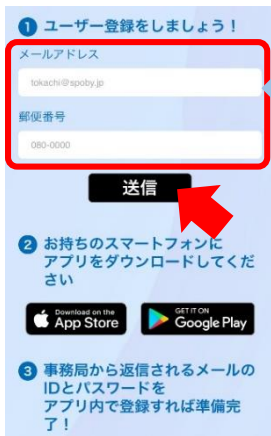 1 ユーザー登録をしましょう！
メールアドレス
tokachi@spoby.jp
郵便番号
080-0000
送信
2 お持ちのスマートフォンに
アプリをダウンロードしてくだ
さい
Download on the
App Store
GET IT ON
Google Play
3 事務局から返信されるメールの
IDとパスワードを
アプリ内で登録すれば準備完
了！